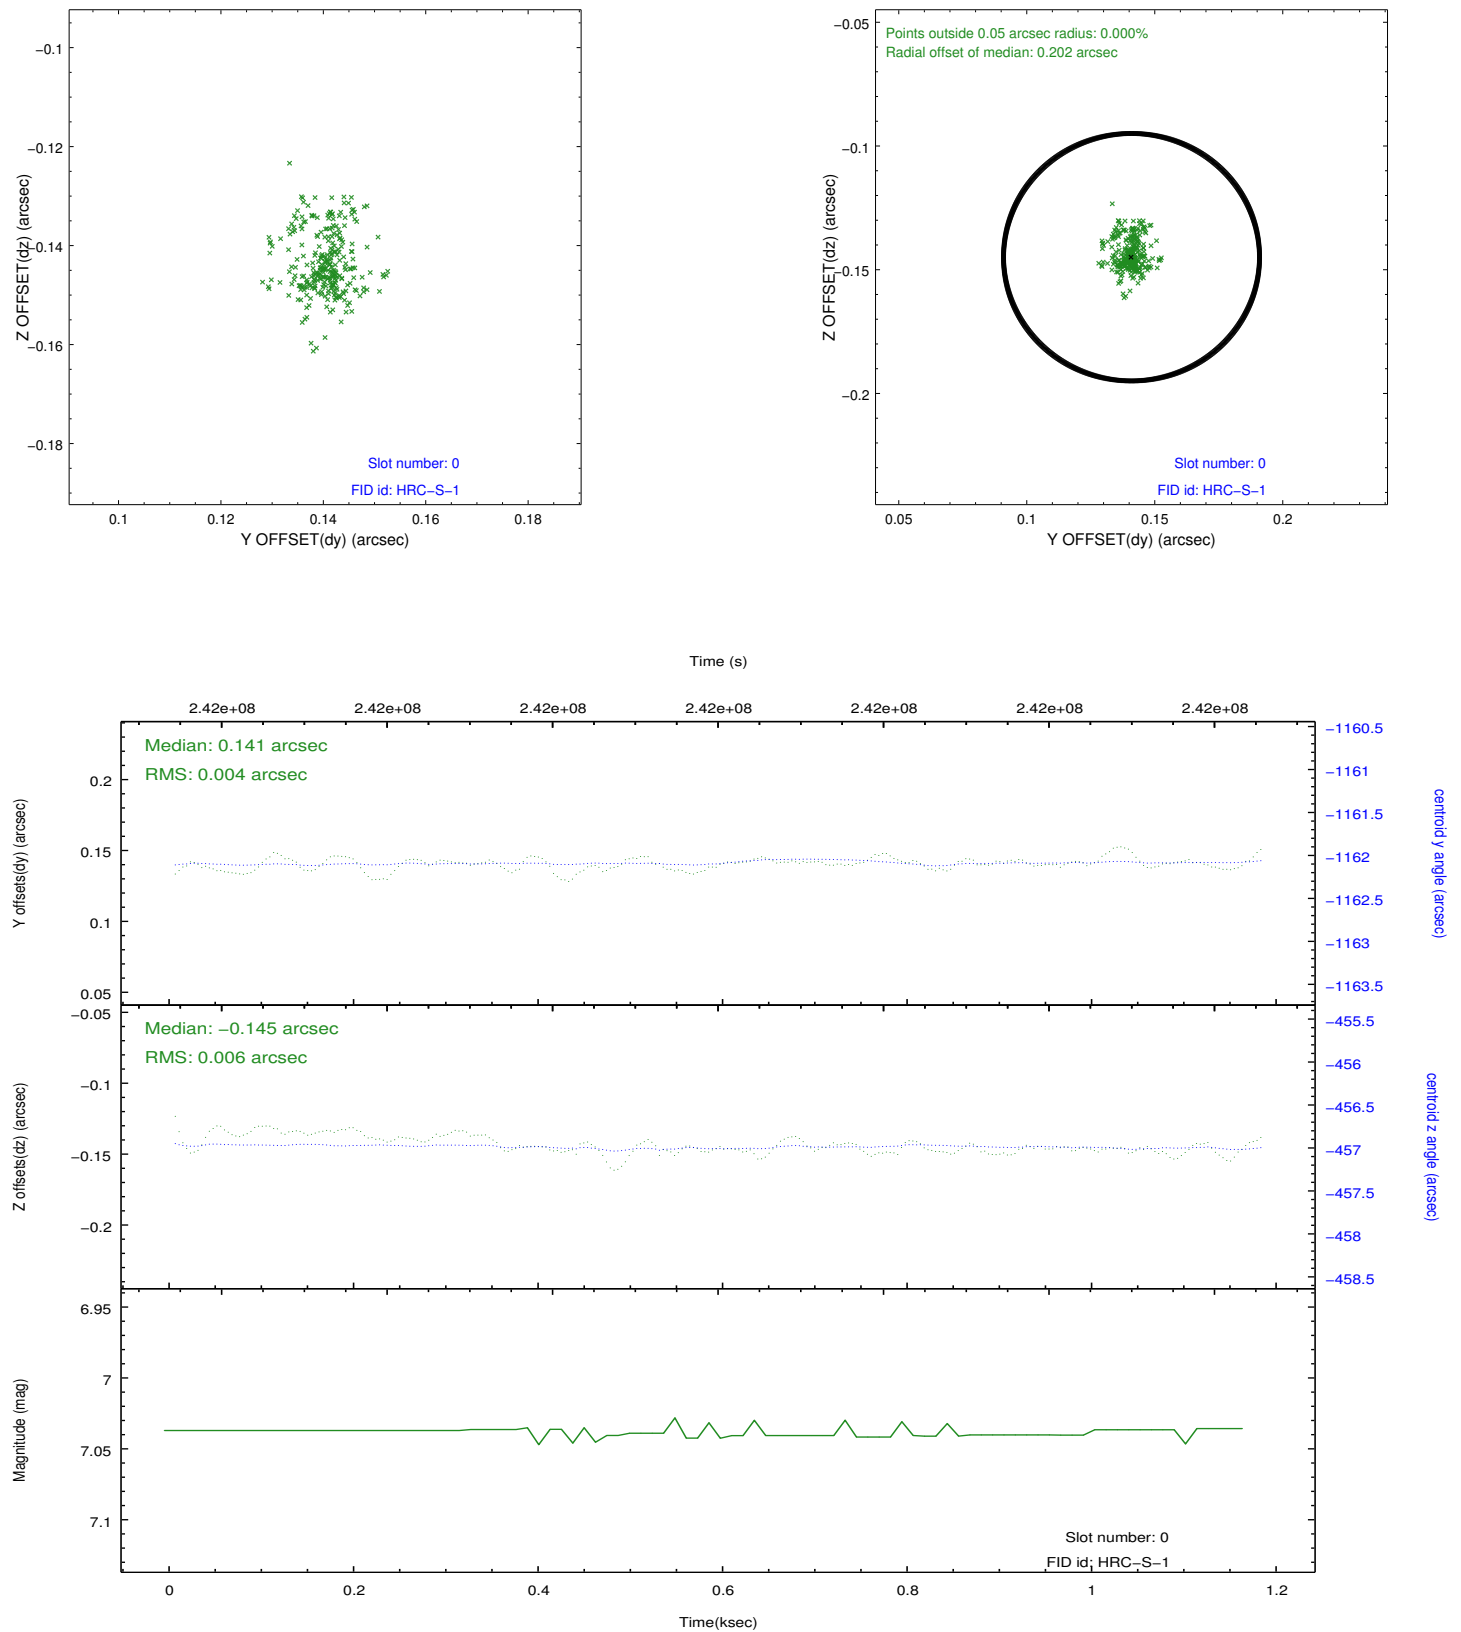 −0.1
−0.12
−0.14
−0.16
−0.18
Z OFFSET(dz) (arcsec)
Slot number: 0
FID id: HRC−S−1
0.1 0.12 0.14 0.16 0.18
Y OFFSET(dy) (arcsec)
−0.05
−0.1
−0.15
−0.2
Z OFFSET(dz) (arcsec)
Points outside 0.05 arcsec radius: 0.000%
Radial offset of median: 0.202 arcsec
Slot number: 0
FID id: HRC−S−1
0.05 0.1 0.15 0.2
Y OFFSET(dy) (arcsec)
Time (s)
2.42e+08 2.42e+08 2.42e+08 2.42e+08 2.42e+08 2.42e+08 2.42e+08
Median: 0.141 arcsec
RMS: 0.004 arcsec
0.2
0.15
0.1
0.05
Y offsets(dy) (arcsec)
−1160.5
−1161
−1161.5
−1162
−1162.5
−1163
−1163.5
centroid y angle (arcsec)
Median: −0.145 arcsec
RMS: 0.006 arcsec
−0.05
−0.1
−0.15
−0.2
Z offsets(dz) (arcsec)
−455.5
−456
−456.5
−457
−457.5
−458
−458.5
centroid z angle (arcsec)
6.95
7
7.05
7.1
Magnitude (mag)
Slot number: 0
FID id: HRC−S−1
0 0.2 0.4 0.6 0.8 1 1.2
Time(ksec)